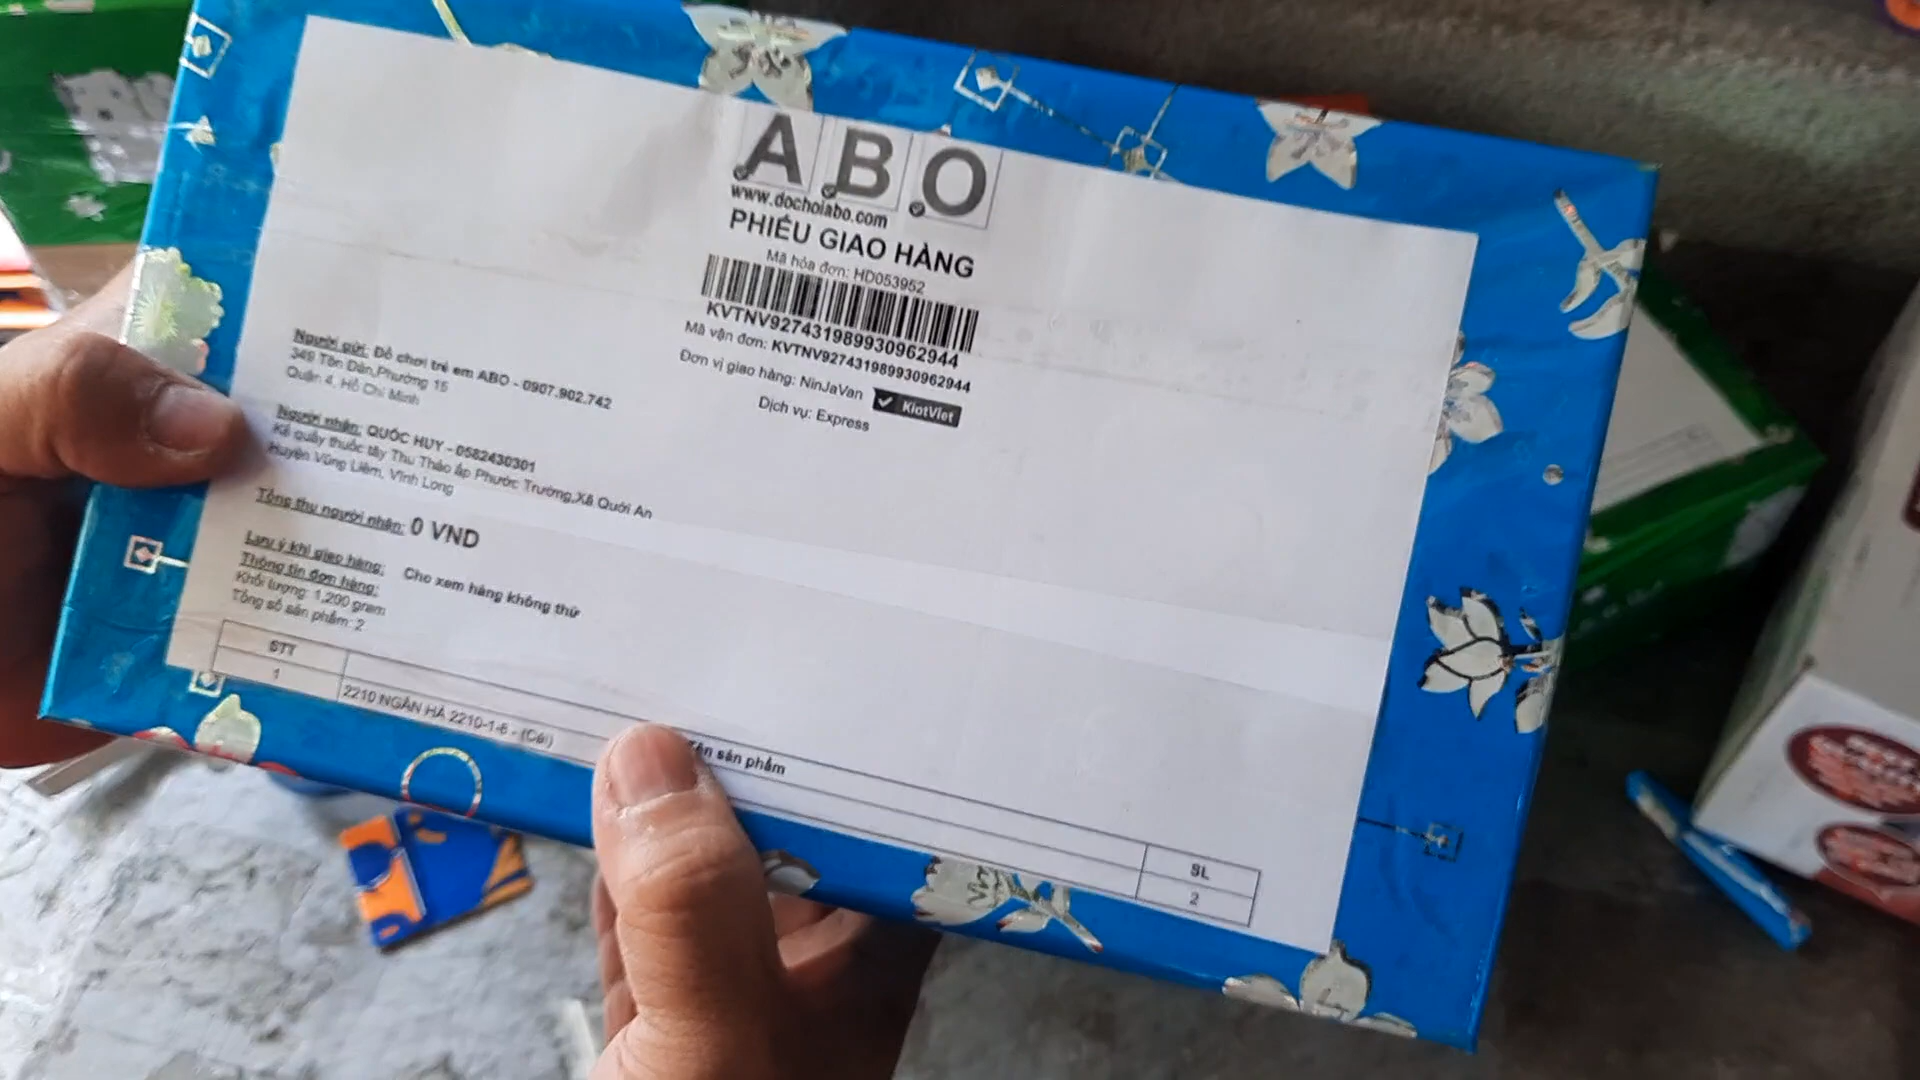 ABO
www.dochoiabo.com
PHIẾU GIAO HÀNG
Mã hóa đơn: HD053952
KVTNV927431989930962944
Mã vận đơn: KVTNV927431989930962944
Đơn vị giao hàng: NinJaVan KiotViet
Dịch vụ: Express
Người gửi: Đồ chơi trẻ em ABO - 0907.902.742
349 Tôn Đản,Phường 15
Quận 4, Hồ Chí Minh
Người nhận: QUỐC HUY - 0582430301
Kế quầy thuốc tây Thu Thảo ấp Phước Trường,Xã Quới An
Huyện Vũng Liêm, Vĩnh Long
Tổng thu người nhận: 0 VND
Lưu ý khi giao hàng: Cho xem hàng không thử
Thông tin đơn hàng:
Khối lượng: 1,200 gram
Tổng số sản phẩm: 2
STT Tên sản phẩm SL
1 2210 NGÂN HÀ 2210-1-6 - (Cái) 2